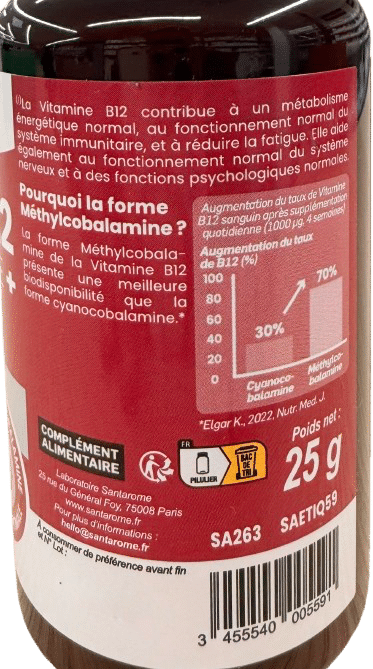 ⁽¹⁾La Vitamine B12 contribue à un métabolisme
énergétique normal, au fonctionnement normal du
système immunitaire, et à réduire la fatigue. Elle aide
également au fonctionnement normal du système
nerveux et à des fonctions psychologiques normales.
Pourquoi la forme
Méthylcobalamine ?
La forme Méthylcobala-
mine de la Vitamine B12
présente une meilleure
biodisponibilité que la
forme cyanocobalamine.*
2
+
Augmentation du taux de Vitamine
B12 sanguin après supplémentation
quotidienne (1000 µg, 4 semaines)
Augmentation du taux
de B12 (%)
100
80
60
40
20
0
30%
70%
Cyanoco-
balamine
Méthylco-
balamine
*Elgar K., 2022, Nutr. Med. J.
COMPLÉMENT
ALIMENTAIRE
FR
PILULIER
BAC
DE TRI
Poids net :
25 g
Laboratoire Santarome
25 rue du Général Foy, 75008 Paris
www.santarome.fr
Pour plus d'informations :
hello@santarome.fr
SA263 SAETIQ59
À consommer de préférence avant fin
et N° Lot :
3 455540 005591